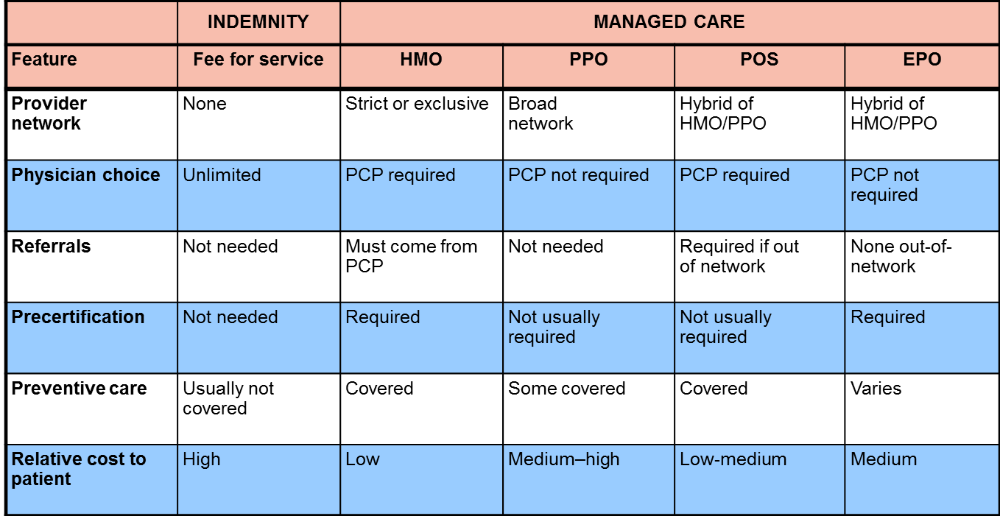 INDEMNITY MANAGED CARE
Feature Fee for service HMO PPO POS EPO
Provider
network
None
Strict or exclusive
Broad
network
Hybrid of
HMO/PPO
Hybrid of
HMO/PPO
Physician choice
Unlimited
PCP required
PCP not required
PCP required
PCP not
required
Referrals
Not needed
Must come from
PCP
Not needed
Required if out
of network
None out-of-
network
Precertification
Not needed
Required
Not usually
required
Not usually
required
Required
Preventive care
Usually not
covered
Covered
Some covered
Covered
Varies
Relative cost to
patient
High
Low
Medium–high
Low-medium
Medium